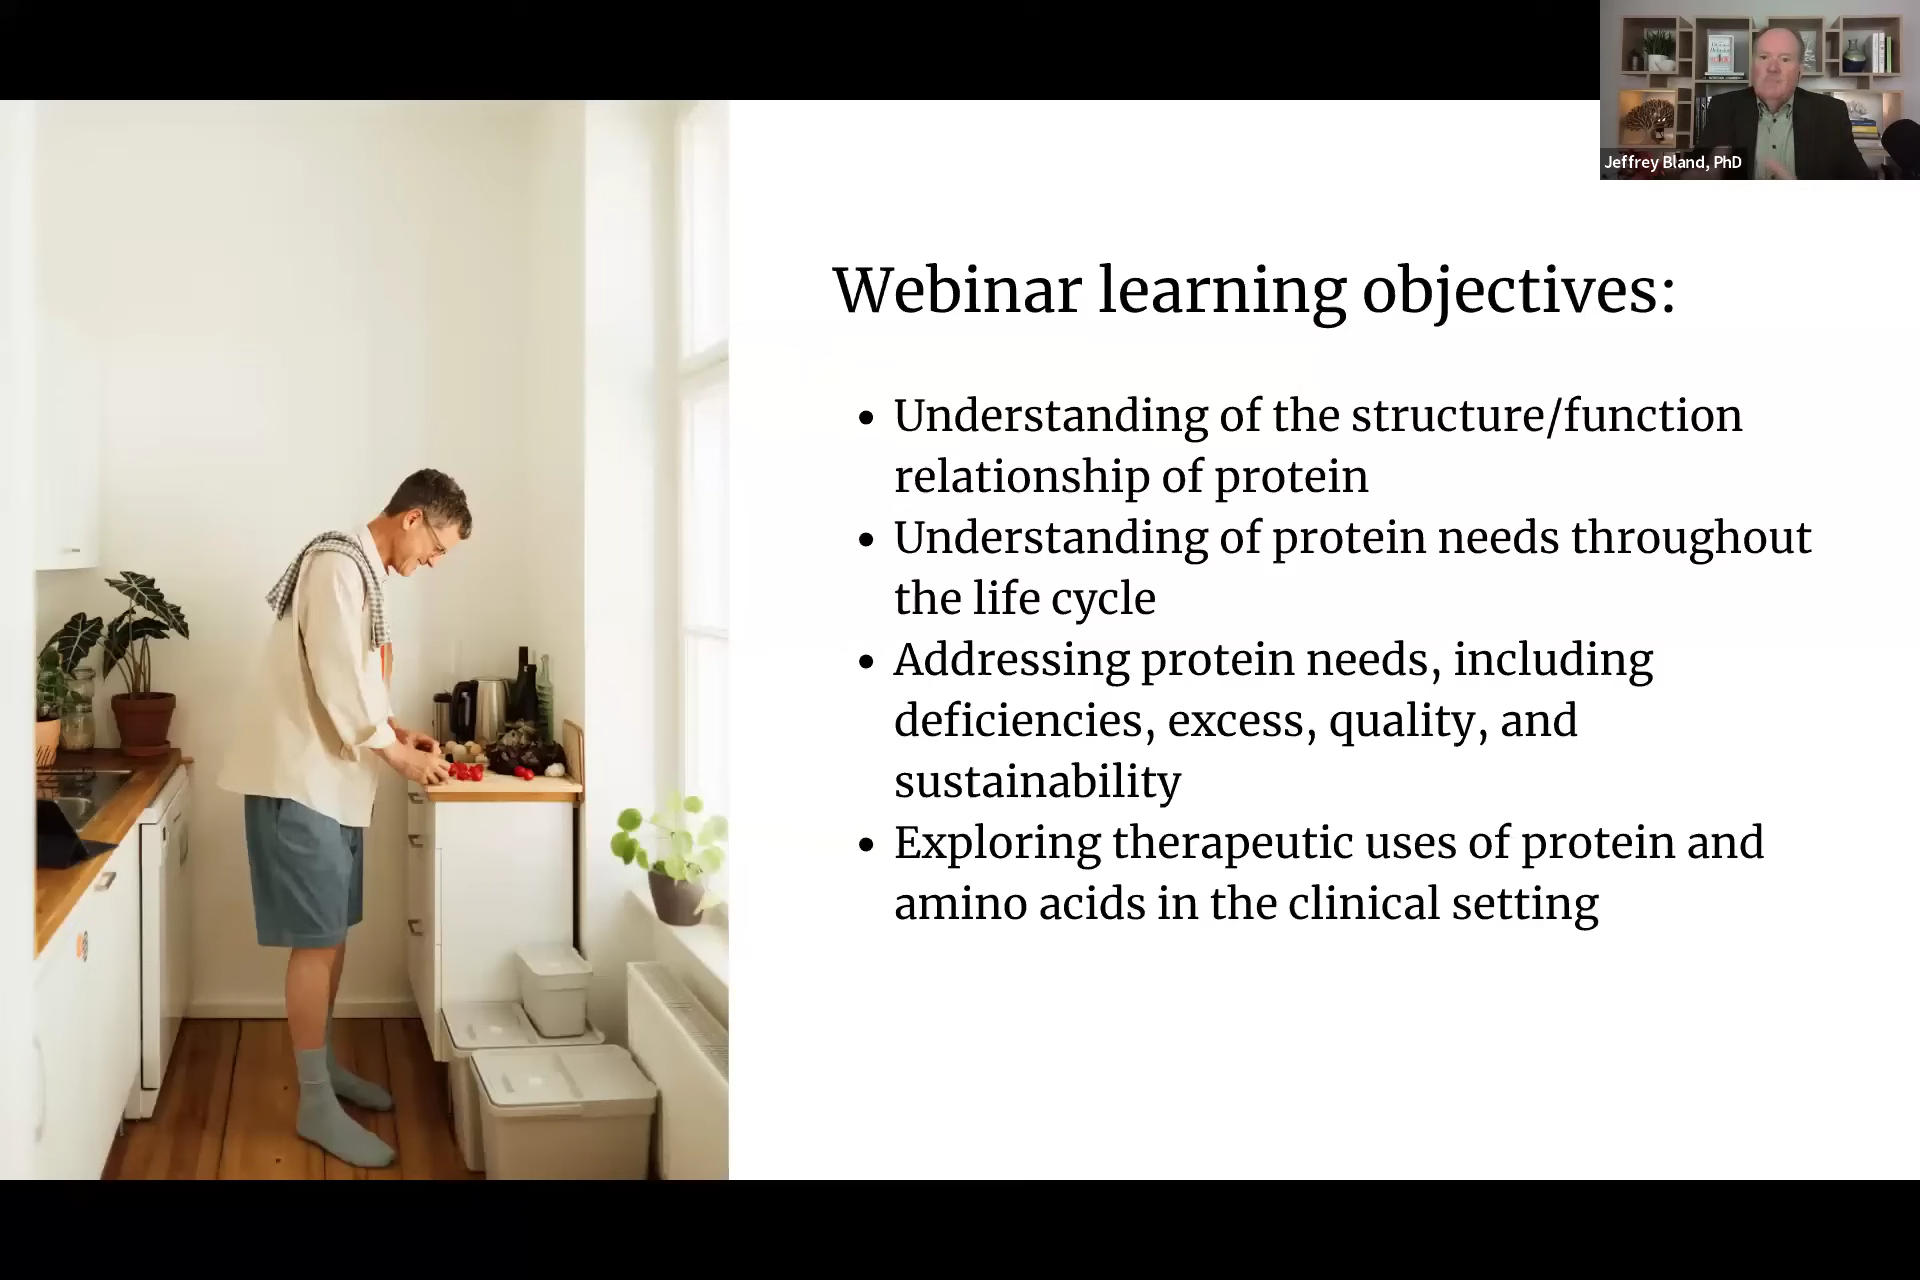 Jeffrey Bland, PhD
Webinar learning objectives:
• Understanding of the structure/function
relationship of protein
• Understanding of protein needs throughout
the life cycle
• Addressing protein needs, including
deficiencies, excess, quality, and
sustainability
• Exploring therapeutic uses of protein and
amino acids in the clinical setting